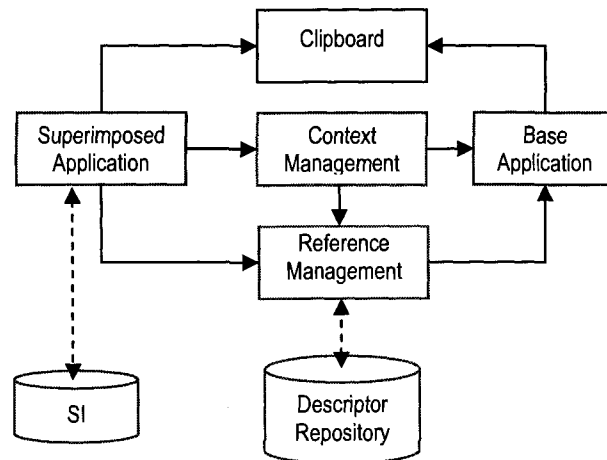 Clipboard
Superimposed
Application
Context
Management
Base
Application
Reference
Management
SI
Descriptor
Repository